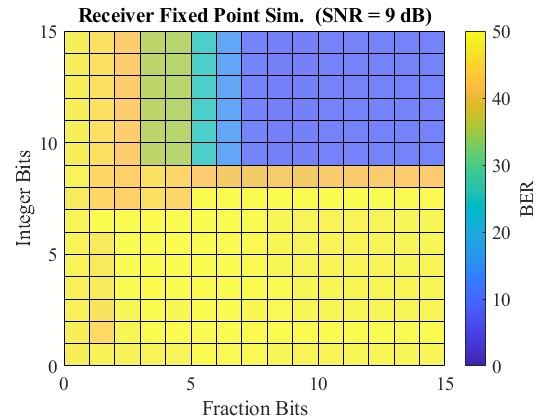 Receiver Fixed Point Sim.  (SNR = 9 dB)
15
10
5
0
Integer Bits
0 5 10 15
Fraction Bits
50
40
30
20
10
0
BER